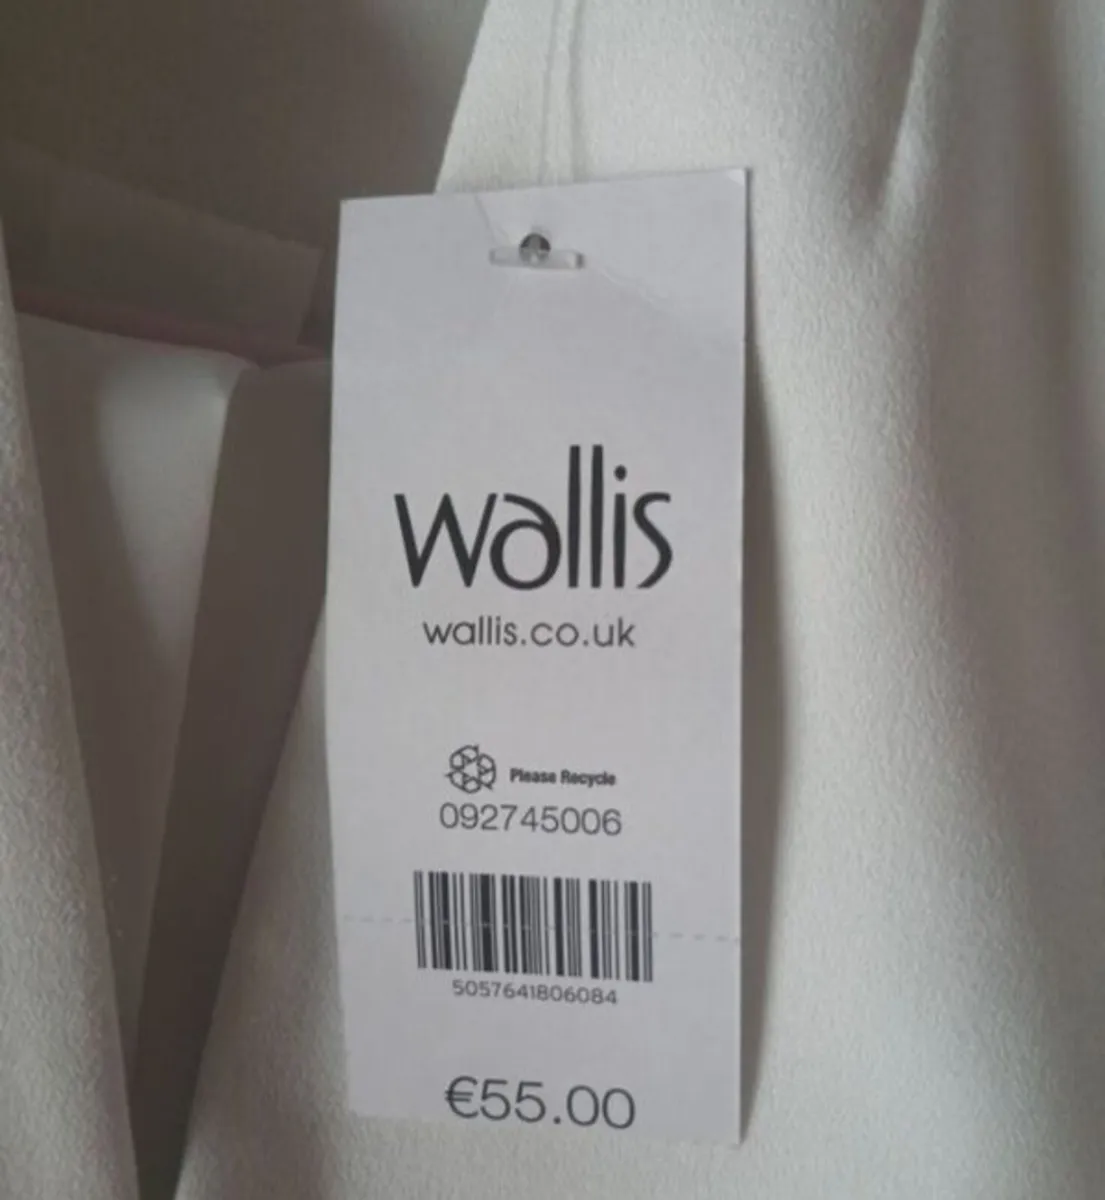 wallis
wallis.co.uk
Please Recycle
092745006
5057641806084
€55.00